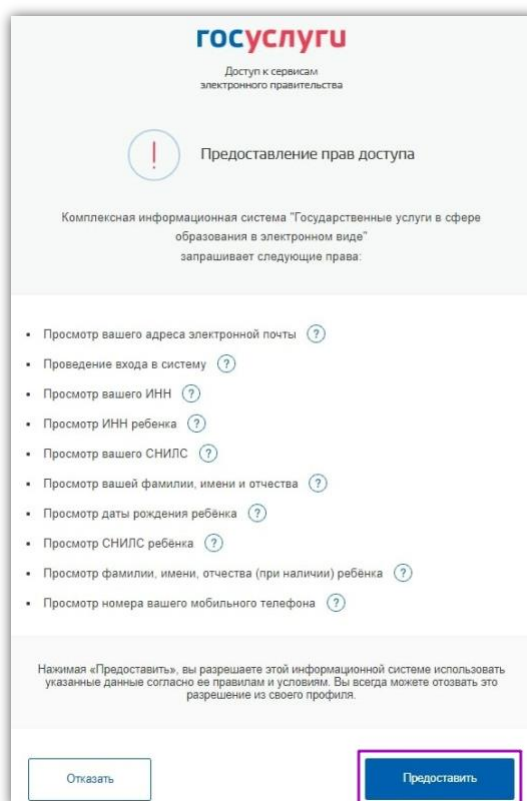 госуслуги
Доступ к сервисам
электронного правительства
!
Предоставление прав доступа
Комплексная информационная система "Государственные услуги в сфере
образования в электронном виде"
запрашивает следующие права:
• Просмотр вашего адреса электронной почты ?
• Проведение входа в систему ?
• Просмотр вашего ИНН ?
• Просмотр ИНН ребенка ?
• Просмотр вашего СНИЛС ?
• Просмотр вашей фамилии, имени и отчества ?
• Просмотр даты рождения ребёнка ?
• Просмотр СНИЛС ребёнка ?
• Просмотр фамилии, имени, отчества (при наличии) ребёнка ?
• Просмотр номера вашего мобильного телефона ?
Нажимая «Предоставить», вы разрешаете этой информационной системе использовать
указанные данные согласно ее правилам и условиям. Вы всегда можете отозвать это
разрешение из своего профиля.
Отказать
Предоставить